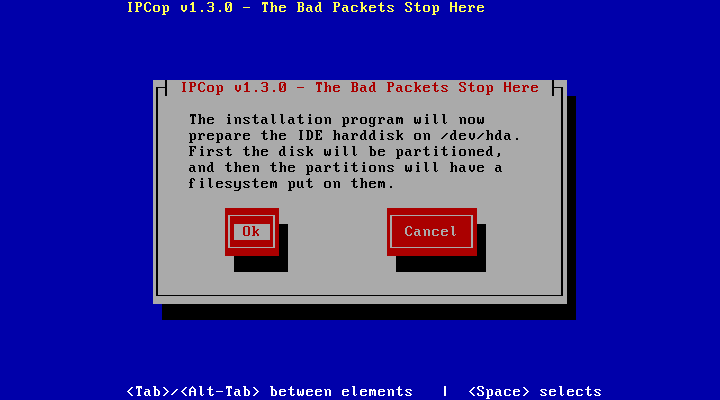 IPCop v1.3.0 - The Bad Packets Stop Here
IPCop v1.3.0 - The Bad Packets Stop Here
The installation program will now
prepare the IDE harddisk on /dev/hda.
First the disk will be partitioned,
and then the partitions will have a
filesystem put on them.
Ok Cancel
<Tab>/<Alt-Tab> between elements | <Space> selects